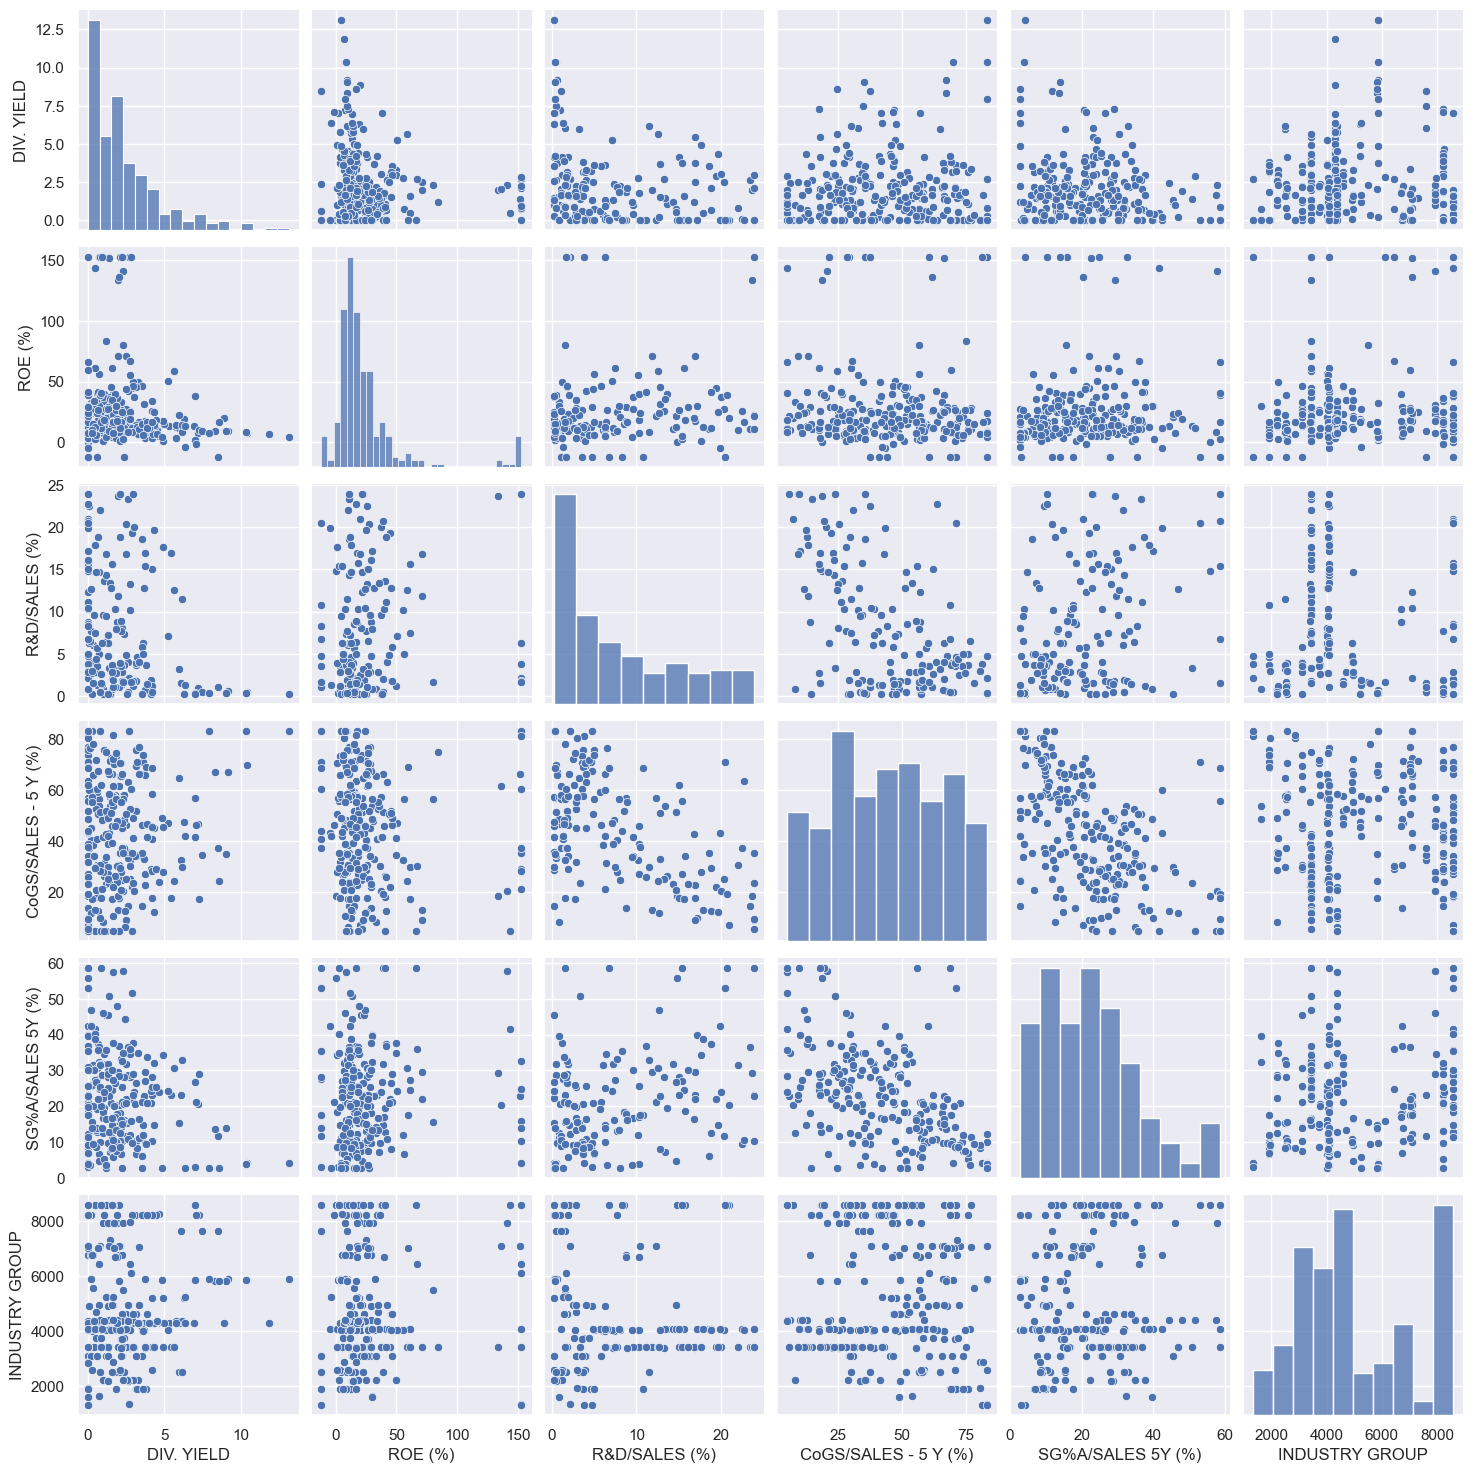 12.5
10.0
7.5
5.0
2.5
0.0
DIV. YIELD
150
100
50
0
ROE (%)
25
20
15
10
5
0
R&D/SALES (%)
80
60
40
20
CoGS/SALES - 5 Y (%)
60
50
40
30
20
10
0
SG%A/SALES 5Y (%)
8000
6000
4000
2000
INDUSTRY GROUP
0 5 10
DIV. YIELD
0 50 100 150
ROE (%)
0 10 20
R&D/SALES (%)
25 50 75
CoGS/SALES - 5 Y (%)
0 20 40 60
SG%A/SALES 5Y (%)
2000 4000 6000 8000
INDUSTRY GROUP